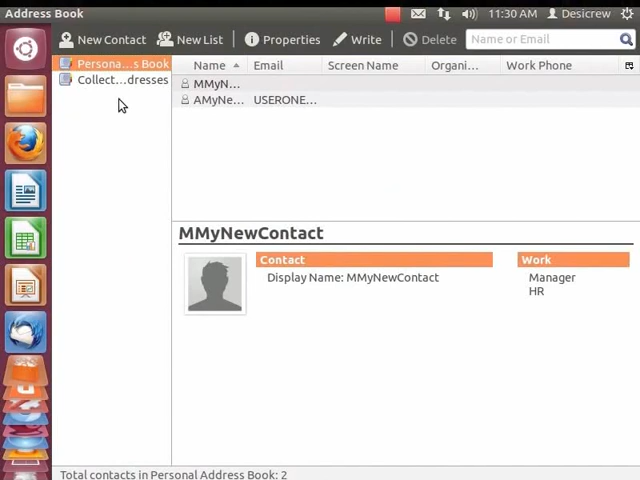 Address Book
11:30 AM
Desicrew
New Contact
New List
Properties
Write
Delete
Name or Email
Persona...s Book
Collect...dresses
Name
Email
Screen Name
Organi...
Work Phone
MMyN...
AMyNe...
USERONE...
MMyNewContact
Contact
Work
Display Name: MMyNewContact
Manager
HR
Total contacts in Personal Address Book: 2